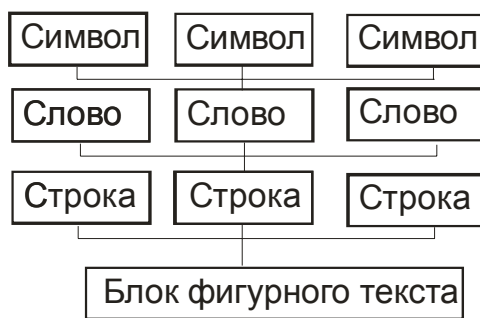 Символ Символ Символ
Слово Слово Слово
Строка Строка Строка
Блок фигурного текста